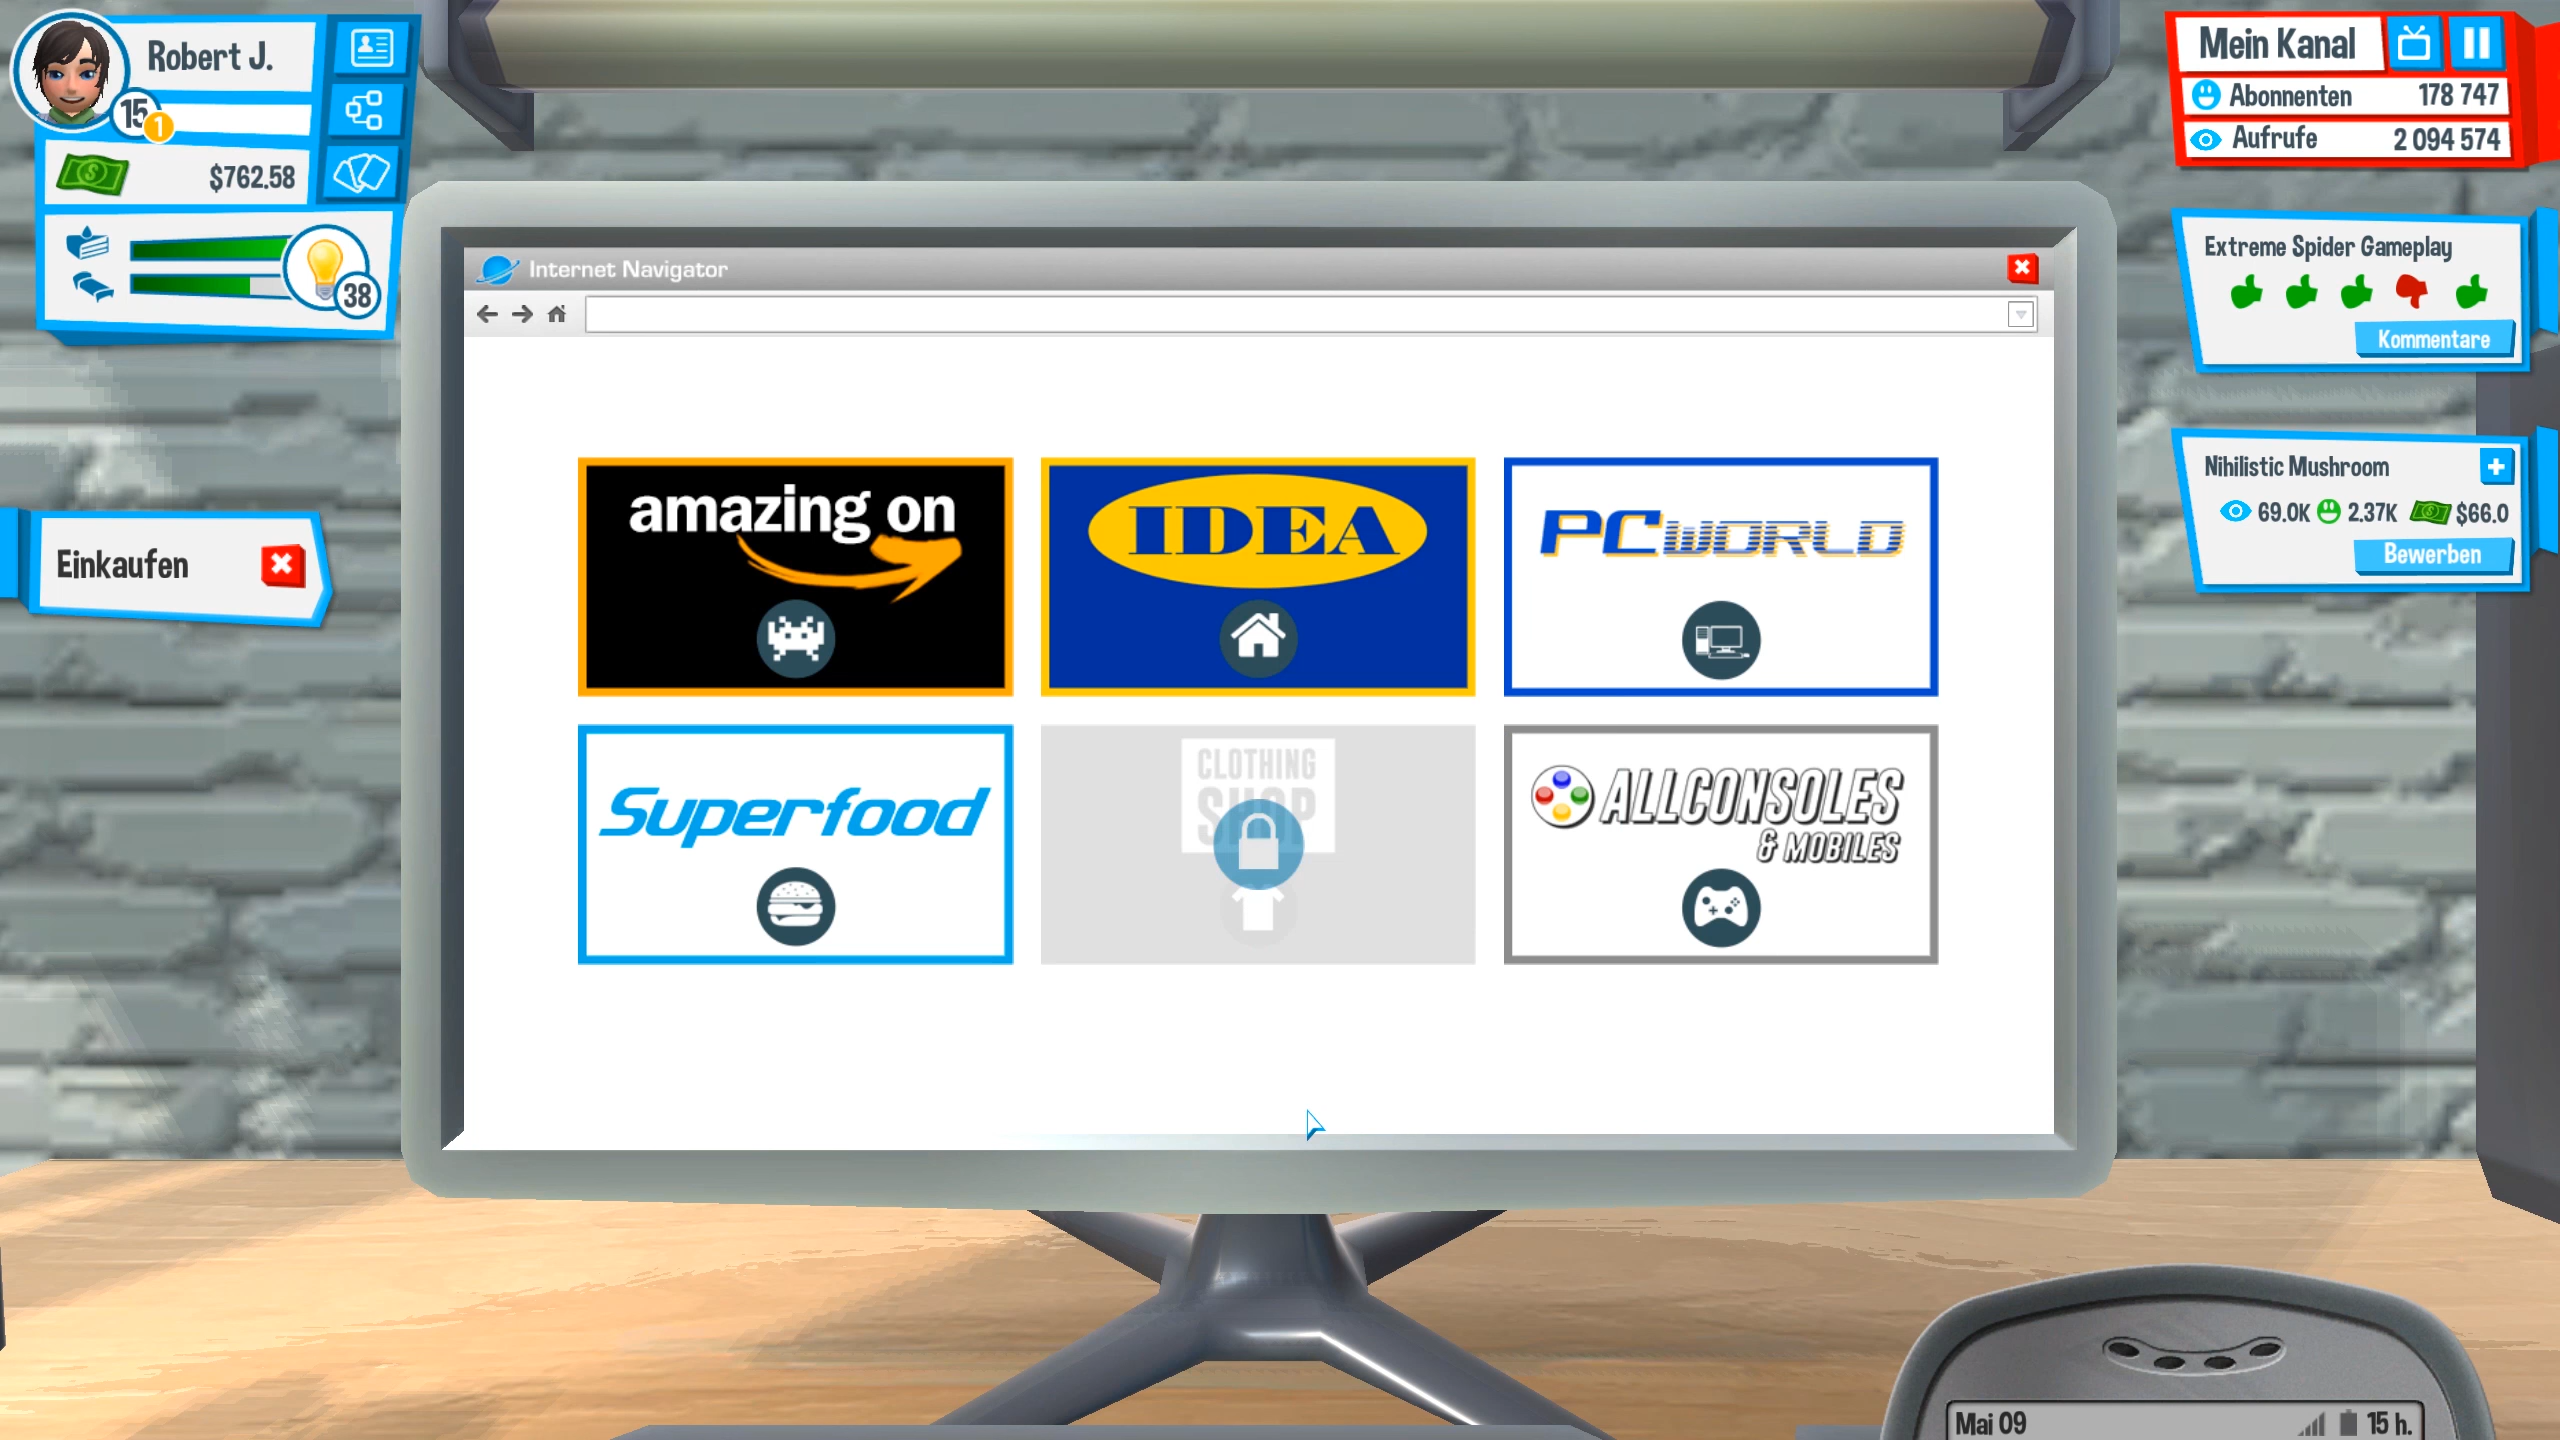 Robert J.
15
1
$762.58
38
Einkaufen
Mein Kanal
Abonnenten 178 747
Aufrufe 2 094 574
Extreme Spider Gameplay
Kommentare
Nihilistic Mushroom
69.0K 2.37K $66.0
Bewerben
Internet Navigator
amazing on
IDEA
PCWORLD
Superfood
CLOTHING
SHOP
ALLCONSOLES
& MOBILES
Mai 09 15 h.